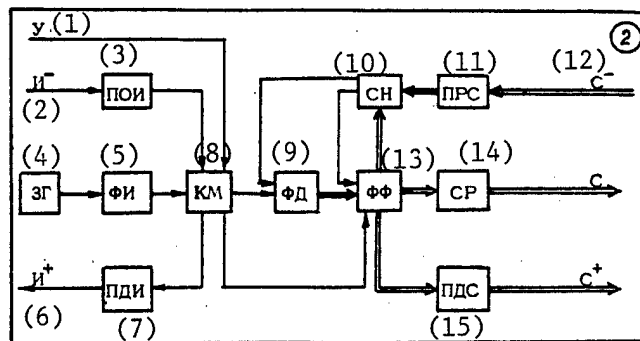 У (1)
2
(3)
(10)
(11)
(12)
И⁻
ПОИ
СН
ПРС
С⁻
(2)
(4)
(5)
(8)
(9)
(13)
(14)
ЗГ
ФИ
КМ
ФД
ФФ
СР
С
И⁺
ПДИ
ПДС
С⁺
(6)
(7)
(15)